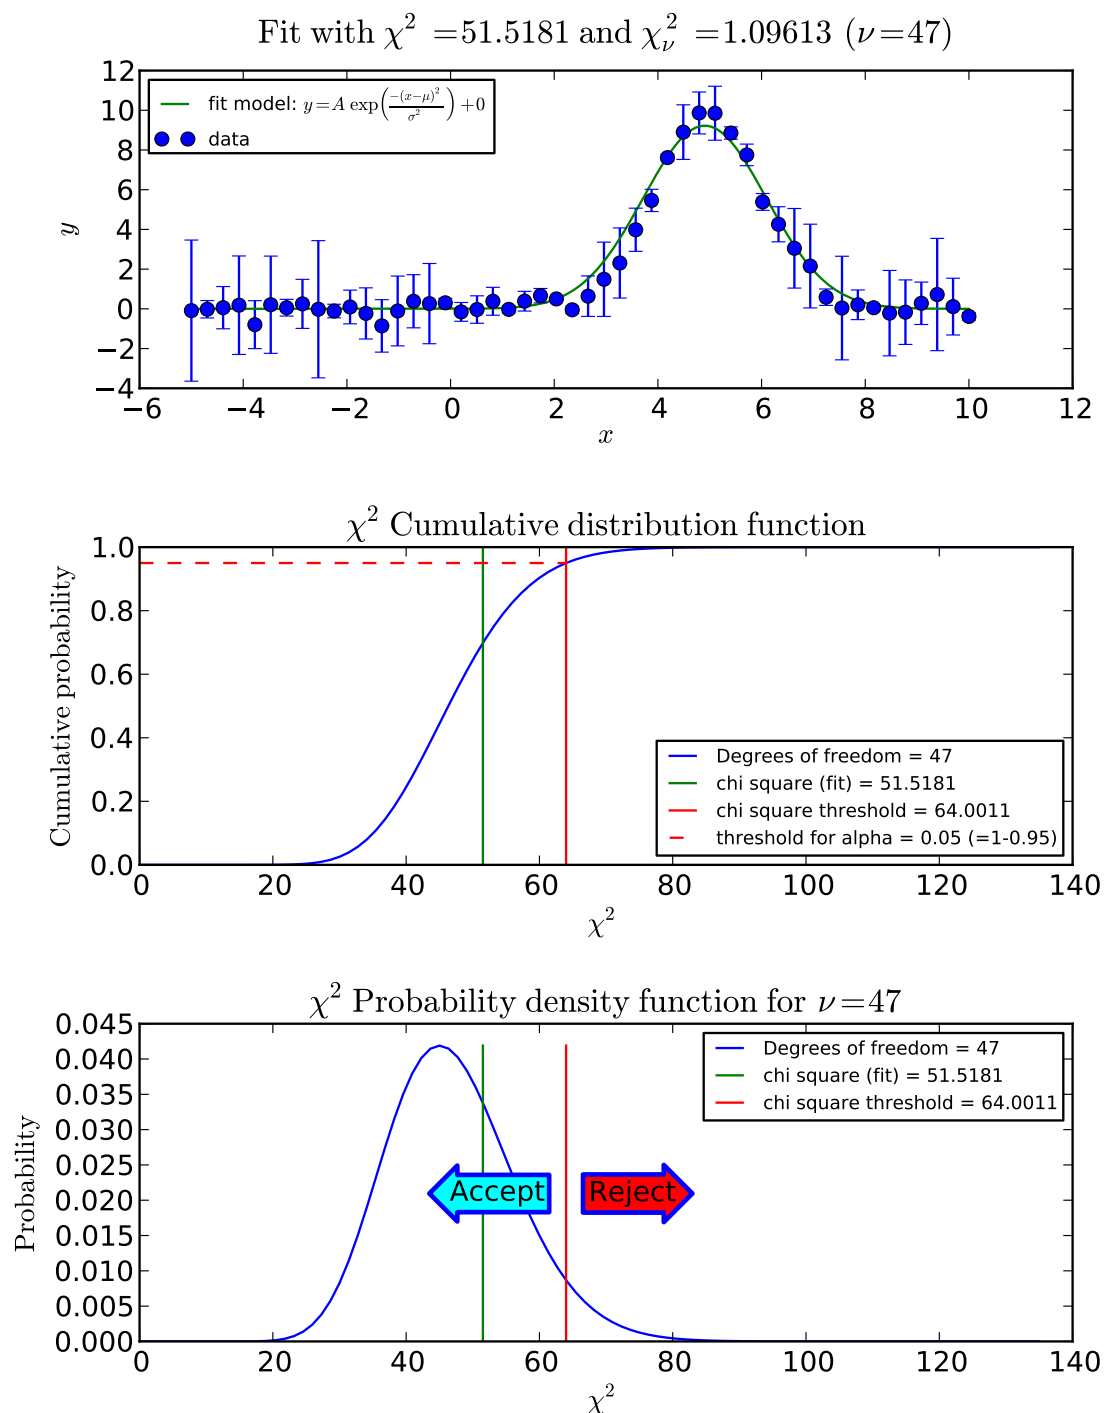 Fit with χ² =51.5181 and χ²ᵥ =1.09613 (ν=47)
12
10
8
6
4
2
0
−2
−4
y
fit model: y=A exp(−(x−μ)²/σ²)+0
data
−6 −4 −2 0 2 4 6 8 10 12
x
χ² Cumulative distribution function
1.0
0.8
0.6
0.4
0.2
0.0
Cumulative probability
Degrees of freedom = 47
chi square (fit) = 51.5181
chi square threshold = 64.0011
threshold for alpha = 0.05 (=1-0.95)
0 20 40 60 80 100 120 140
χ²
χ² Probability density function for ν=47
0.045
0.040
0.035
0.030
0.025
0.020
0.015
0.010
0.005
0.000
Probability
Degrees of freedom = 47
chi square (fit) = 51.5181
chi square threshold = 64.0011
Accept
Reject
0 20 40 60 80 100 120 140
χ²